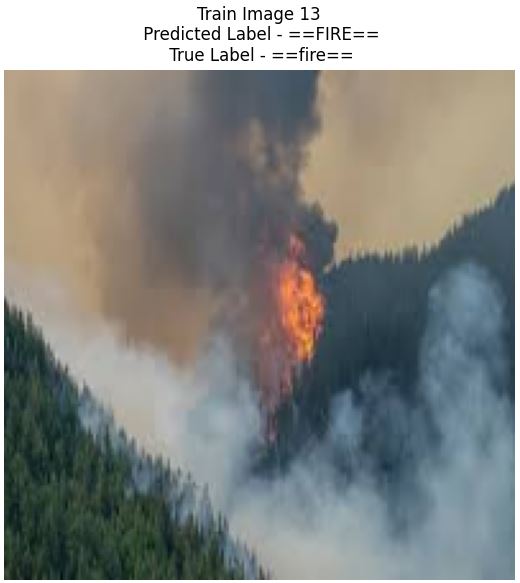 Train Image 13
Predicted Label - ==FIRE==
True Label - ==fire==